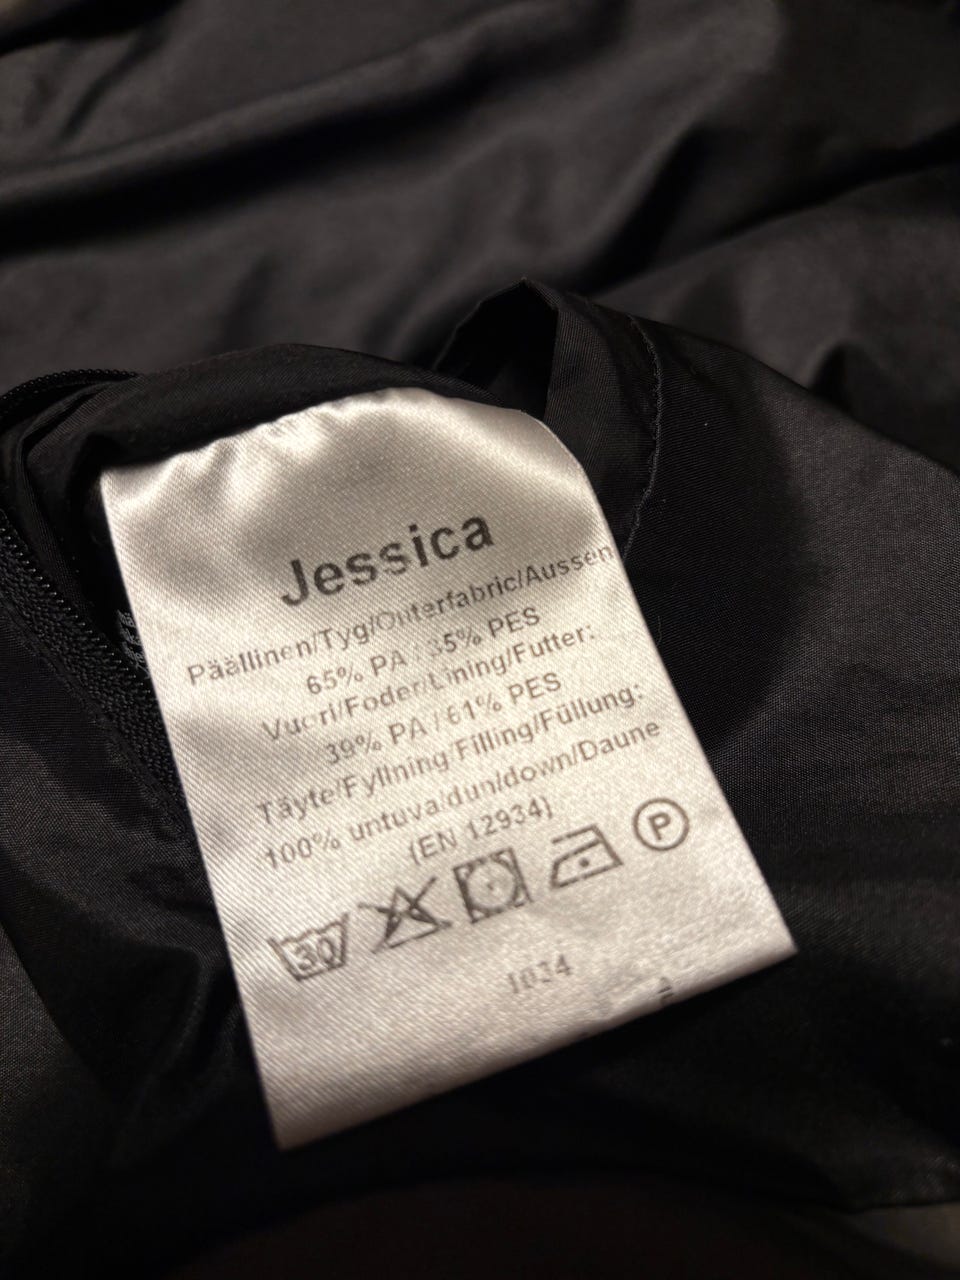 Jessica
Päällinen/Tyg/Outerfabric/Aussen
65% PA / 35% PES
Vuori/Foder/Lining/Futter:
39% PA / 61% PES
Täyte/Fyllning/Filling/Füllung:
100% untuva/dun/down/Daune
(EN 12934)
30 P
1034